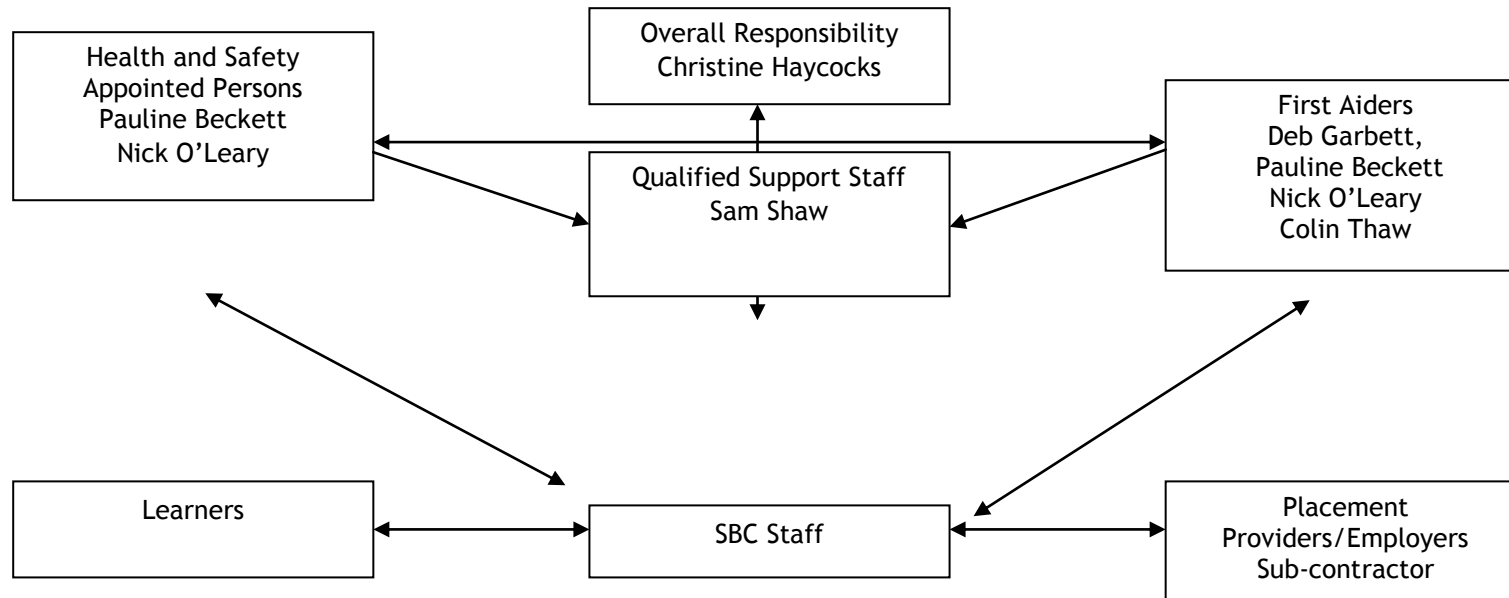 Health and Safety
Appointed Persons
Pauline Beckett
Nick O’Leary
Overall Responsibility
Christine Haycocks
First Aiders
Deb Garbett,
Pauline Beckett
Nick O’Leary
Colin Thaw
Qualified Support Staff
Sam Shaw
Learners
SBC Staff
Placement
Providers/Employers
Sub-contractor